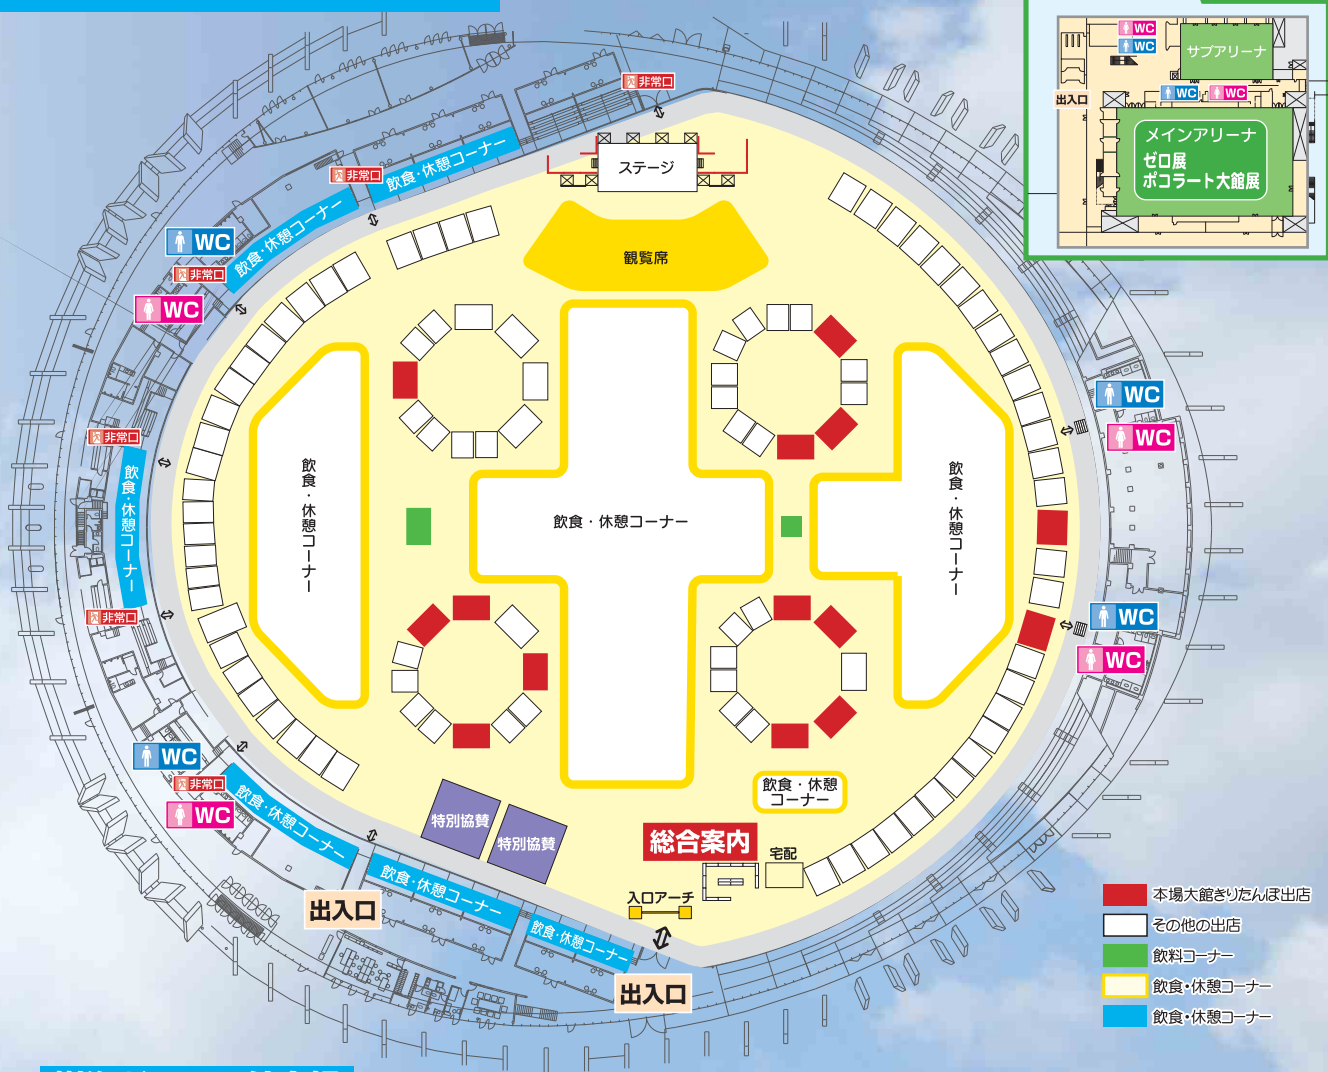 非常口
ステージ
観覧席
飲食・休憩コーナー
非常口
飲食・休憩コーナー
WC
非常口
WC
非常口
飲食・休憩コーナー
非常口
飲食・休憩コーナー
飲食・休憩コーナー
飲食・休憩コーナー
WC
WC
WC
WC
WC
非常口
WC
飲食・休憩コーナー
飲食・休憩コーナー
飲食・休憩コーナー
特別協賛
特別協賛
飲食・休憩
コーナー
総合案内
宅配
入口アーチ
出入口
出入口
WC
WC
サブアリーナ
出入口
WC
WC
メインアリーナ
ゼロ展
ポコラート大館展
本場大館きりたんぽ出店
その他の出店
飲料コーナー
飲食・休憩コーナー
飲食・休憩コーナー